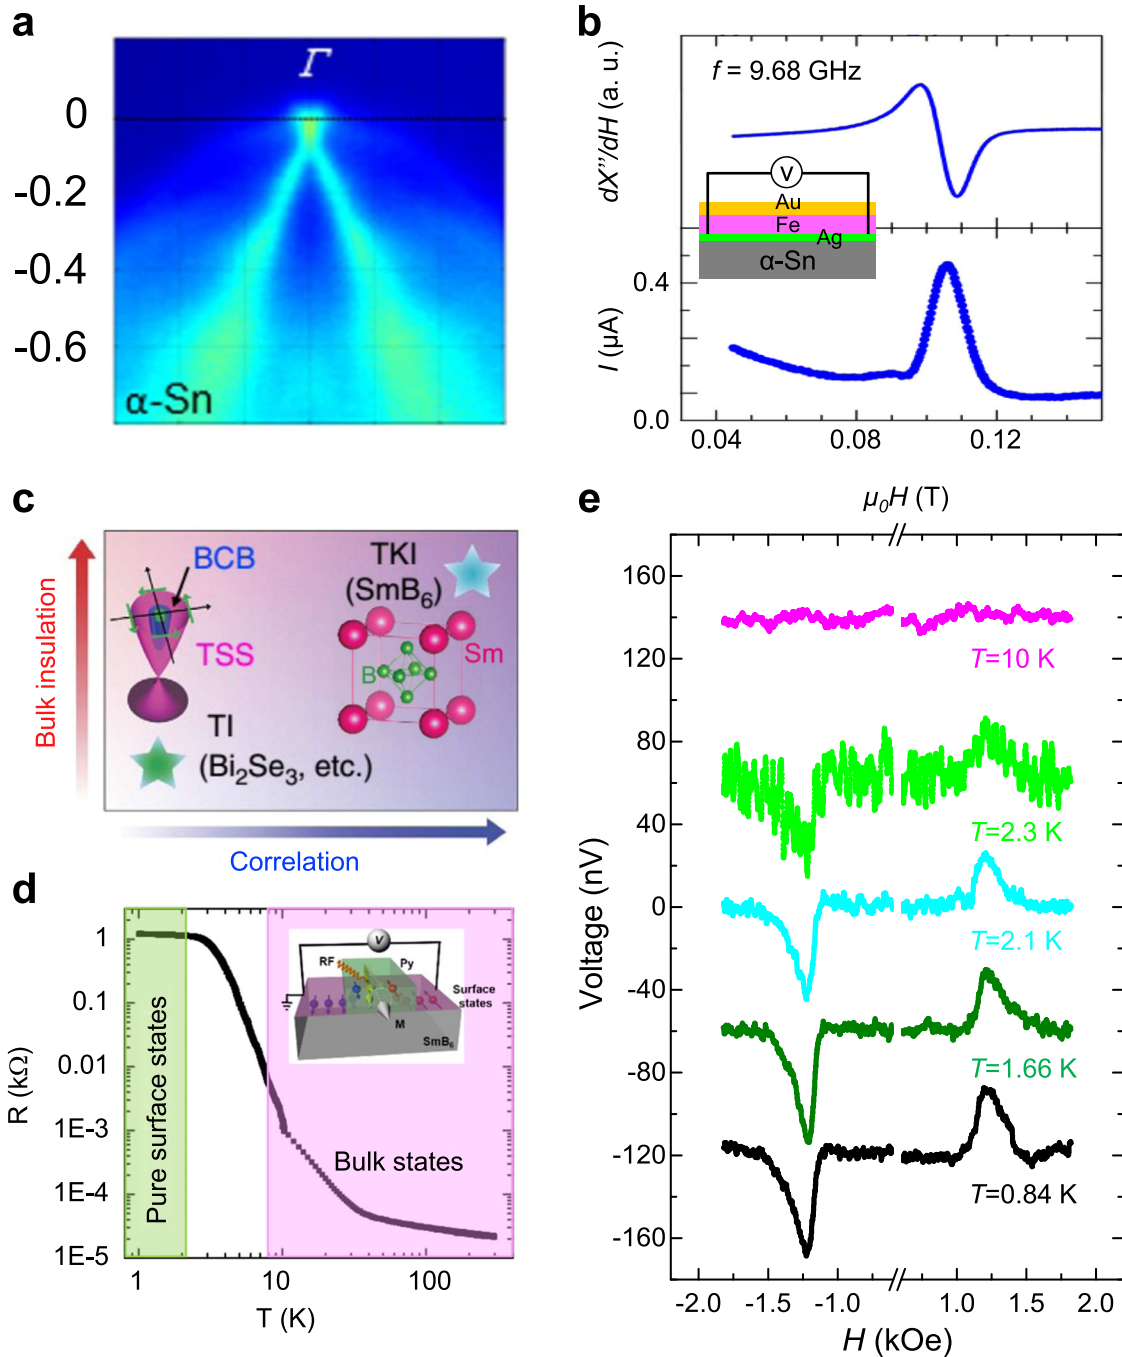 a
Γ
0
-0.2
-0.4
-0.6
α-Sn
b
f = 9.68 GHz
dX''/dH (a. u.)
V
Au
Fe
Ag
α-Sn
0.4
I (μA)
0.0
0.04 0.08 0.12
μ0H (T)
c
Bulk insulation
BCB
TSS
TI
(Bi2Se3, etc.)
TKI
(SmB6)
Sm
B
Correlation
d
R (kΩ)
1
0.1
0.01
1E-3
1E-4
1E-5
Pure surface states
Bulk states
V
RF
Py
Surface
states
M
SmB6
1 10 100
T (K)
e
Voltage (nV)
160
120
80
40
0
-40
-80
-120
-160
T=10 K
T=2.3 K
T=2.1 K
T=1.66 K
T=0.84 K
-2.0 -1.5 -1.0 1.0 1.5 2.0
H (kOe)